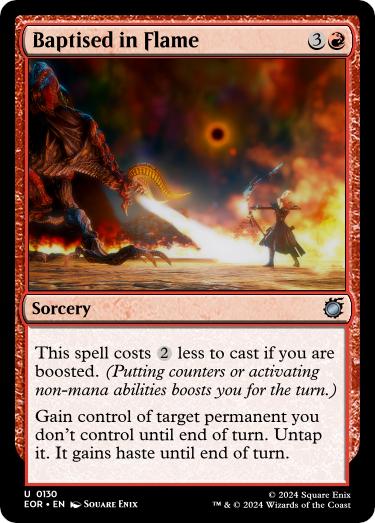 Baptised in Flame 3
Sorcery
This spell costs 2 less to cast if you are
boosted. (Putting counters or activating
non-mana abilities boosts you for the turn.)
Gain control of target permanent you
don't control until end of turn. Untap
it. It gains haste until end of turn.
U 0130
EOR • EN Square Enix
© 2024 Square Enix
™ & © 2024 Wizards of the Coast